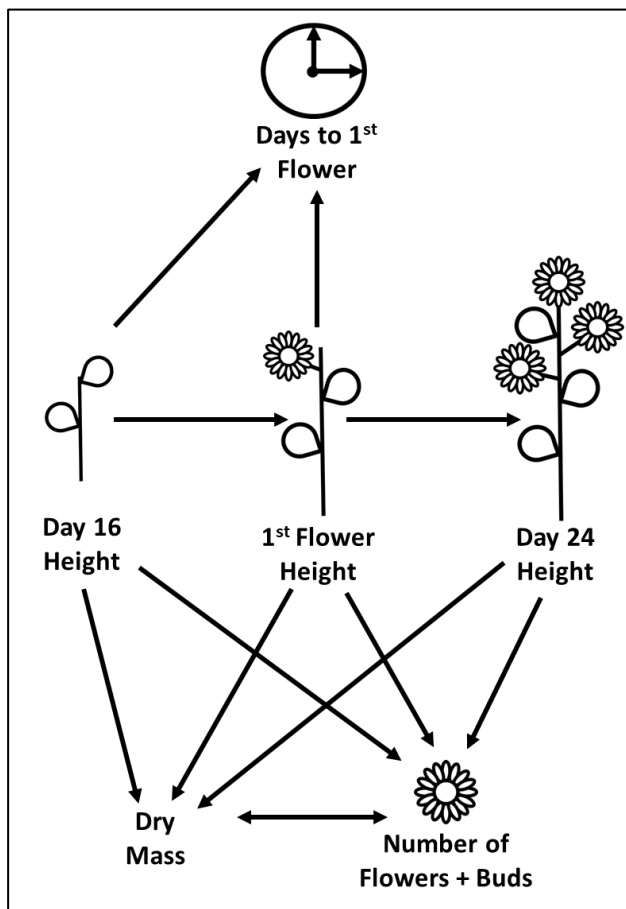 Days to 1st
Flower
Day 16
Height
1st Flower
Height
Day 24
Height
Dry
Mass
Number of
Flowers + Buds